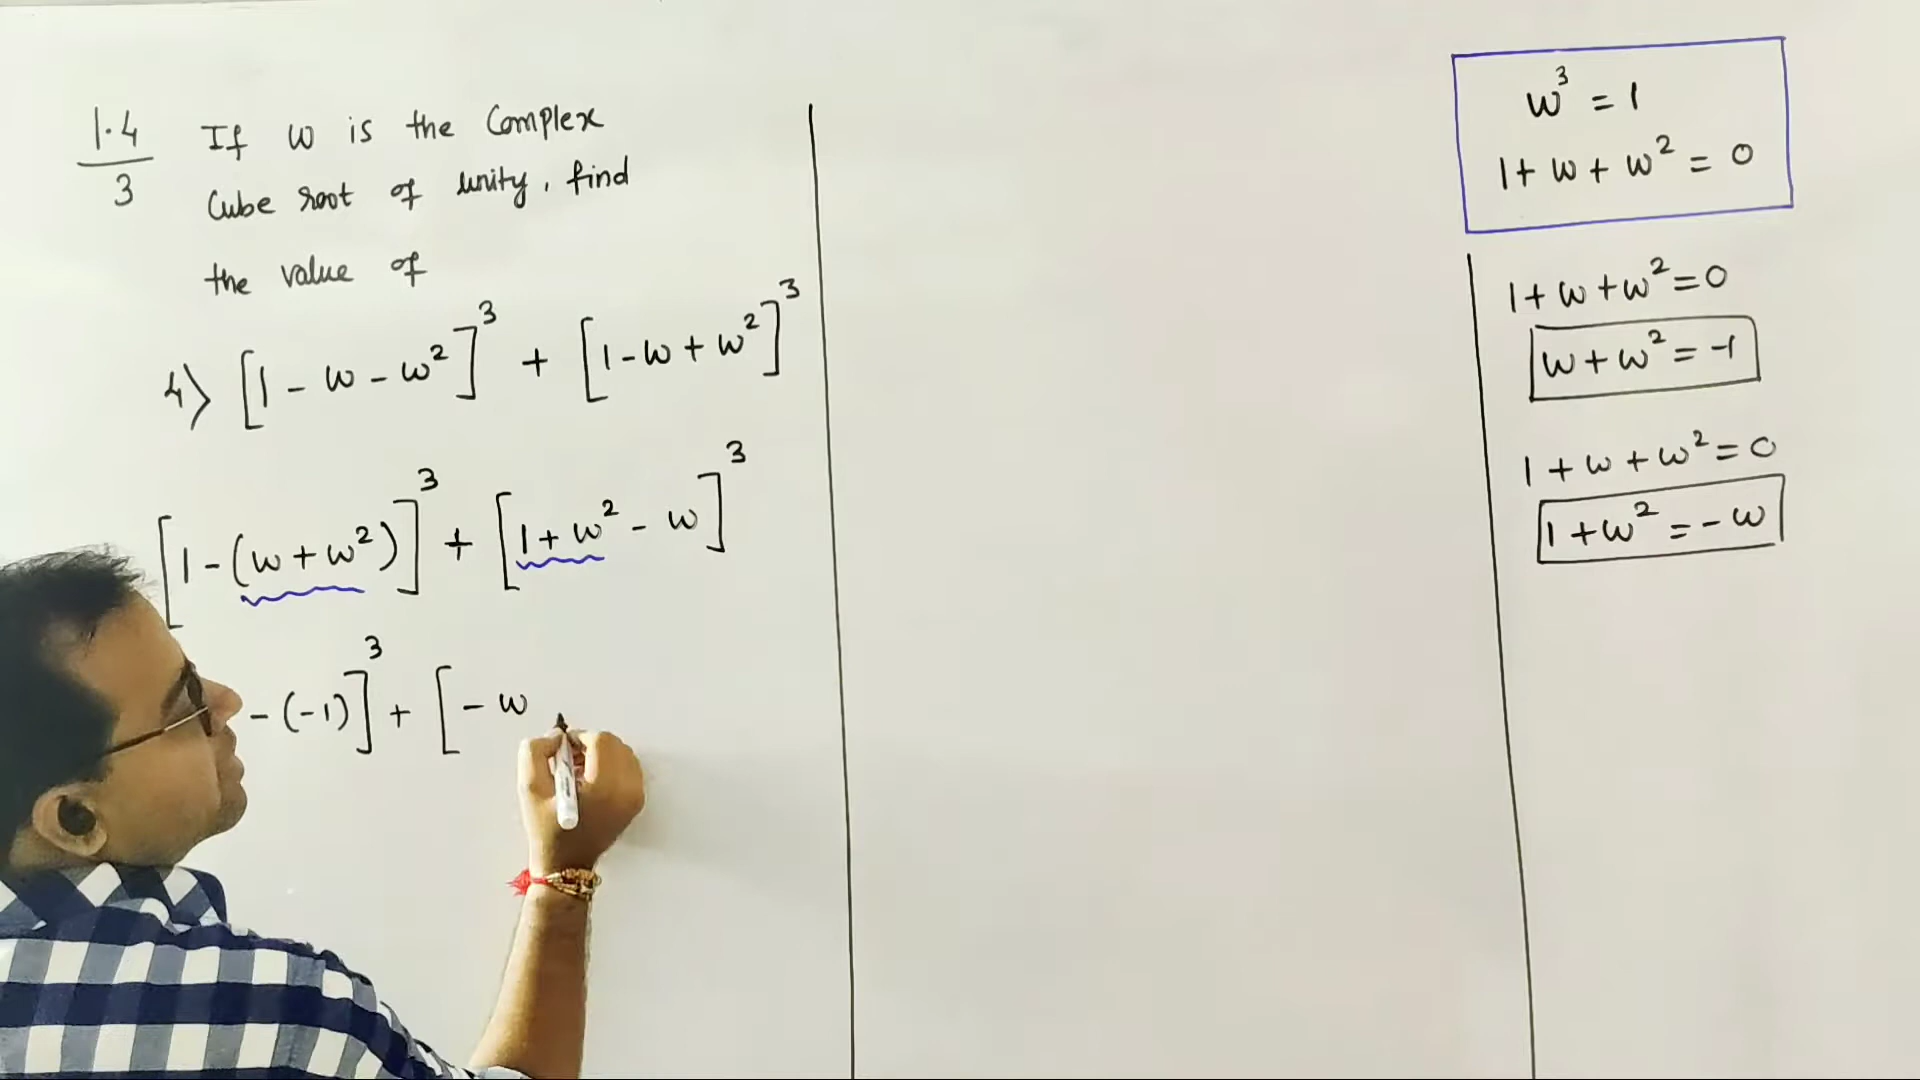 1.4/3 If w is the Complex
Cube root of unity, find
the value of
4) [1 - w - w²]³ + [1 - w + w²]³
[1 - (w + w²)]³ + [1 + w² - w]³
- (-1)]³ + [- w
w³ = 1
1 + w + w² = 0
1 + w + w² = 0
w + w² = -1
1 + w + w² = 0
1 + w² = - w